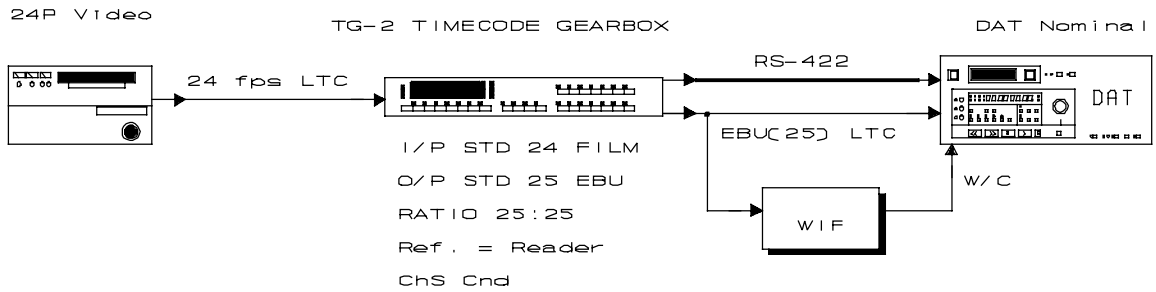 24P Video
TG-2 TIMECODE GEARBOX
DAT Nominal
24 fps LTC
RS-422
DAT
EBU(25) LTC
I/P STD 24 FILM
O/P STD 25 EBU
RATIO 25:25
Ref. = Reader
ChS Cnd
W/C
WIF